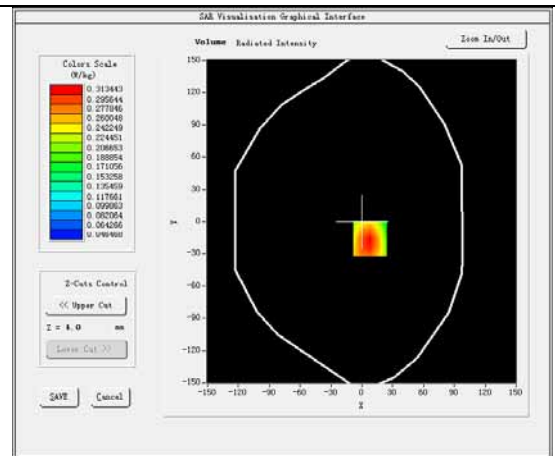 SAR Visualisation Graphical Interface
Volume Radiated Intensity
Zoom In/Out
Colors Scale
(W/kg)
0.313443
0.295644
0.277846
0.260048
0.242249
0.224451
0.206653
0.188854
0.171056
0.153258
0.135459
0.117661
0.099863
0.082064
0.064266
Z-Cuts Control
<< Upper Cut
Z = 4.0 mm
Lower Cut >>
SAVE
Cancel
150
120
90
60
30
0
-30
-60
-90
-120
-150
Y
-150 -120 -90 -60 -30 0 30 60 90 120 150
X